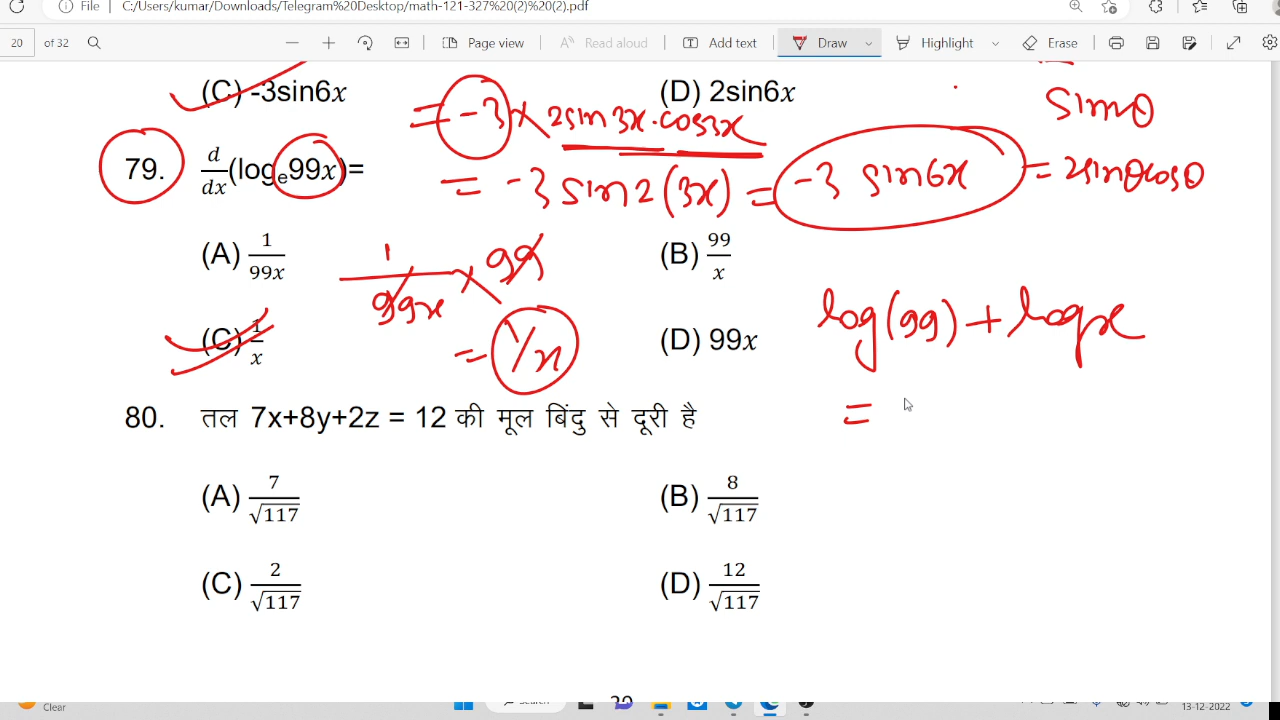 File C:/Users/kumar/Downloads/Telegram%20Desktop/math-121-327%20(2)%20(2).pdf
20 of 32 Page view Read aloud Add text Draw Highlight Erase
(C) -3sin6x (D) 2sin6x
= -3 × 2sin3x.cos3x
sinθ
79. d/dx(logₑ99x)=
= -3 sin2(3x) = -3 sin6x
= 2sinθcosθ
(A) 1/99x (B) 99/x
1/99x × 99
log(99) + logx
(C) 1/x (D) 99x
= 1/x
=
80. तल 7x+8y+2z = 12 की मूल बिंदु से दूरी है
(A) 7/√117 (B) 8/√117
(C) 2/√117 (D) 12/√117
Clear
13-12-2022